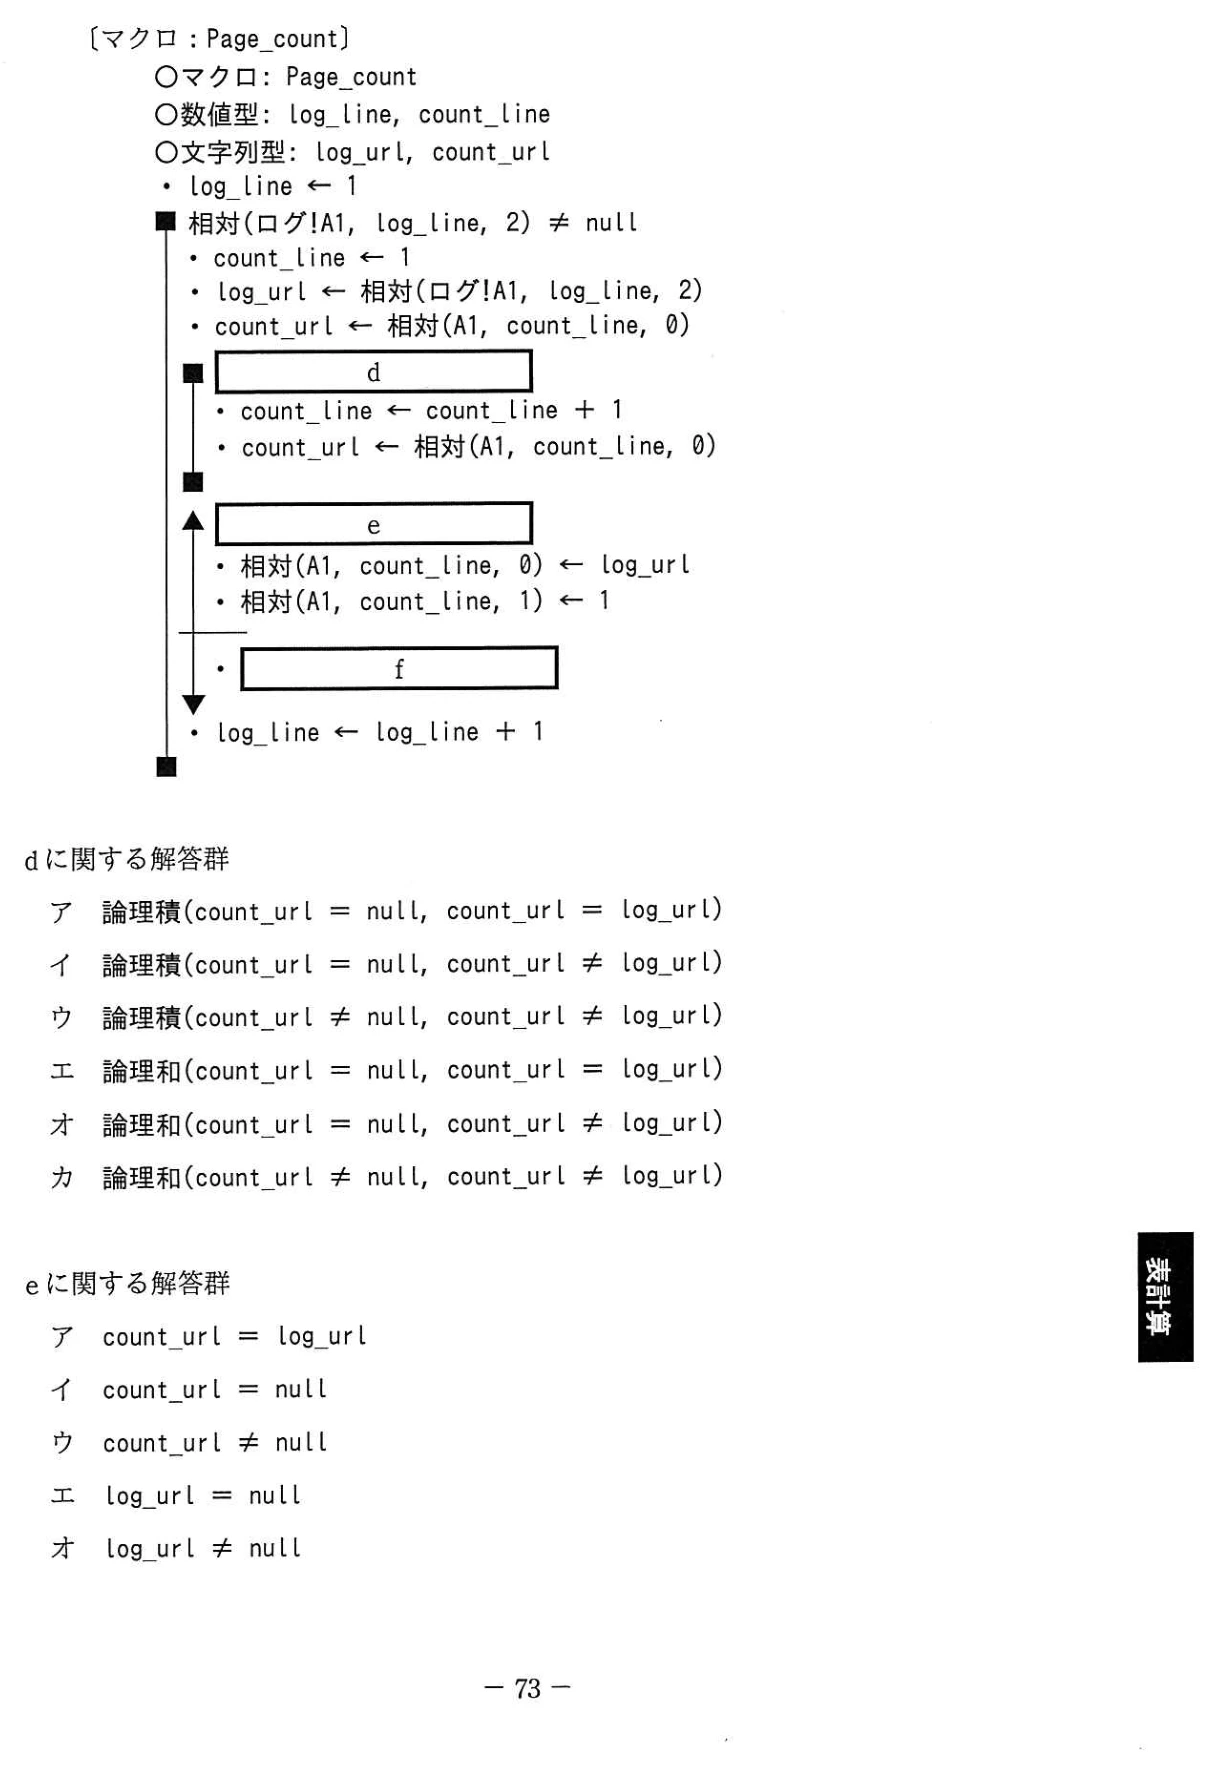 〔マクロ：Page_count〕
○マクロ: Page_count
○数値型: log_line, count_line
○文字列型: log_url, count_url
・ log_line ← 1
■ 相対(ログ!A1, log_line, 2) ≠ null
・ count_line ← 1
・ log_url ← 相対(ログ!A1, log_line, 2)
・ count_url ← 相対(A1, count_line, 0)
■ d
・ count_line ← count_line + 1
・ count_url ← 相対(A1, count_line, 0)
■
▲ e
・ 相対(A1, count_line, 0) ← log_url
・ 相対(A1, count_line, 1) ← 1
・ f
▼
・ log_line ← log_line + 1
■
dに関する解答群
ア 論理積(count_url = null, count_url = log_url)
イ 論理積(count_url = null, count_url ≠ log_url)
ウ 論理積(count_url ≠ null, count_url ≠ log_url)
エ 論理和(count_url = null, count_url = log_url)
オ 論理和(count_url = null, count_url ≠ log_url)
カ 論理和(count_url ≠ null, count_url ≠ log_url)
eに関する解答群
ア count_url = log_url
イ count_url = null
ウ count_url ≠ null
エ log_url = null
オ log_url ≠ null
表計算
― 73 ―